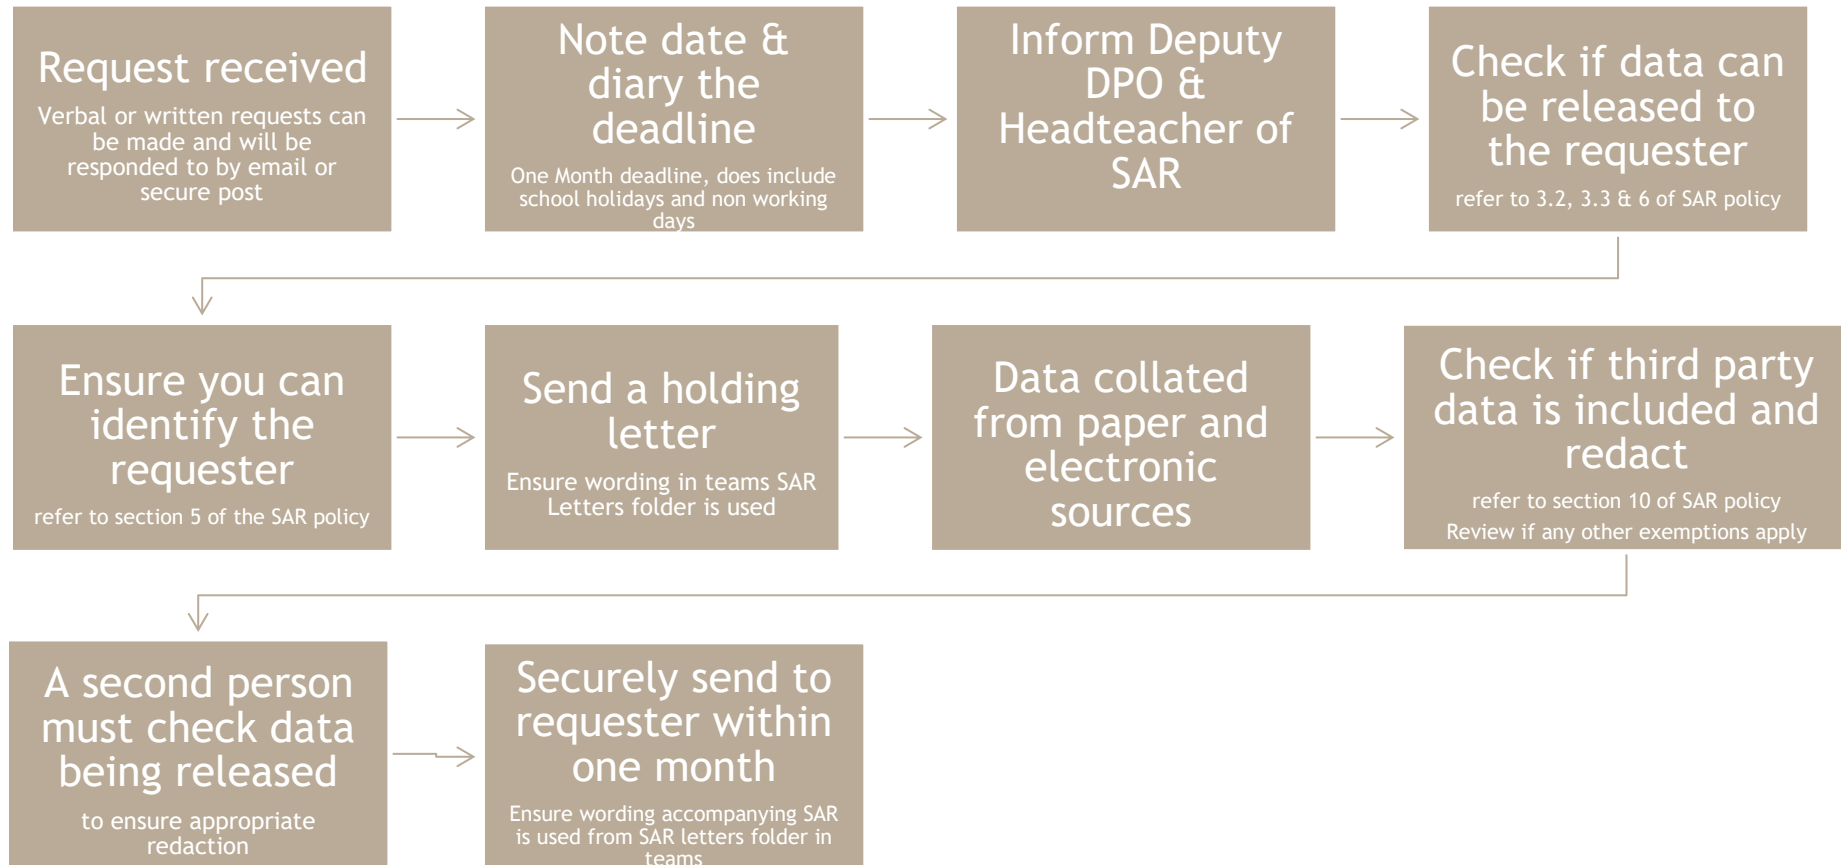 Request received
Verbal or written requests can
be made and will be
responded to by email or
secure post
Note date &
diary the
deadline
One Month deadline, does include
school holidays and non working
days
Inform Deputy
DPO &
Headteacher of
SAR
Check if data can
be released to
the requester
refer to 3.2, 3.3 & 6 of SAR policy
Ensure you can
identify the
requester
refer to section 5 of the SAR policy
Send a holding
letter
Ensure wording in teams SAR
Letters folder is used
Data collated
from paper and
electronic
sources
Check if third party
data is included and
redact
refer to section 10 of SAR policy
Review if any other exemptions apply
A second person
must check data
being released
to ensure appropriate
redaction
Securely send to
requester within
one month
Ensure wording accompanying SAR
is used from SAR letters folder in
teams